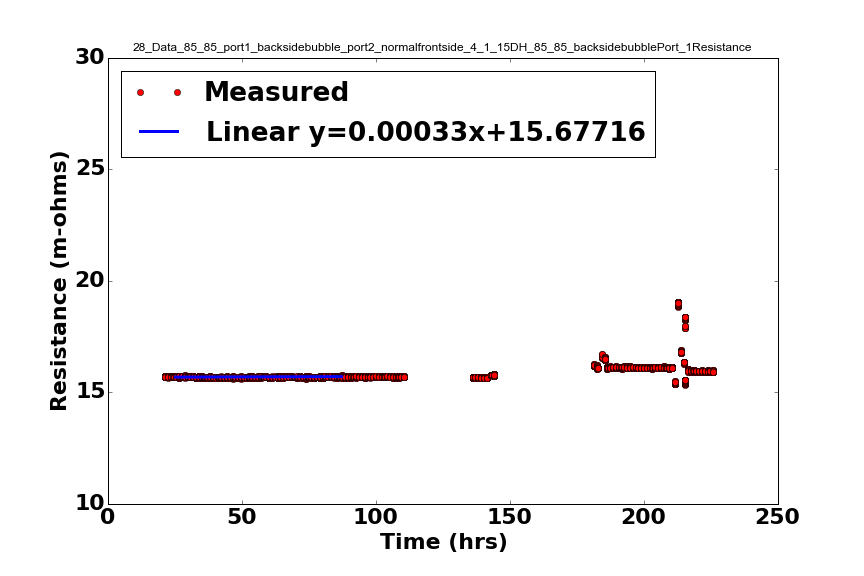 28_Data_85_85_port1_backsidebubble_port2_normalfrontside_4_1_15DH_85_85_backsidebubblePort_1Resistance
Measured
Linear y=0.00033x+15.67716
30
25
20
15
10
Resistance (m-ohms)
0 50 100 150 200 250
Time (hrs)